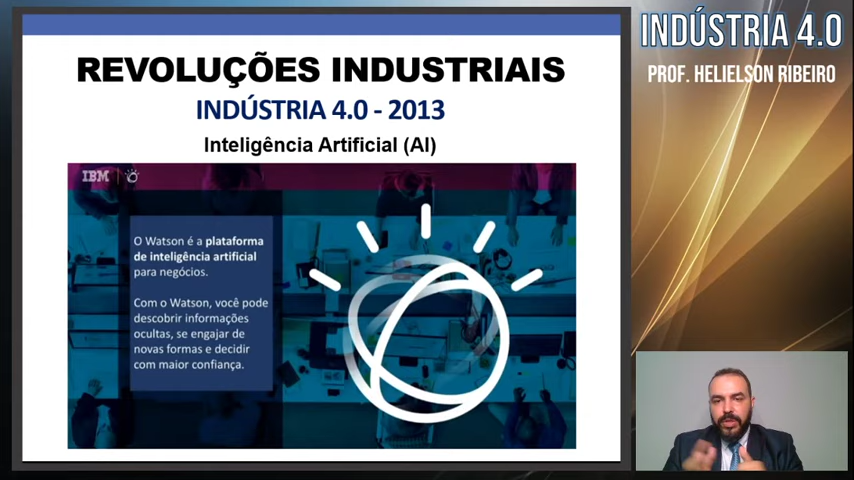 REVOLUÇÕES INDUSTRIAIS
INDÚSTRIA 4.0 - 2013
Inteligência Artificial (AI)
IBM
O Watson é a plataforma
de inteligência artificial
para negócios.
Com o Watson, você pode
descobrir informações
ocultas, se engajar de
novas formas e decidir
com maior confiança.
INDÚSTRIA 4.0
PROF. HELIELSON RIBEIRO